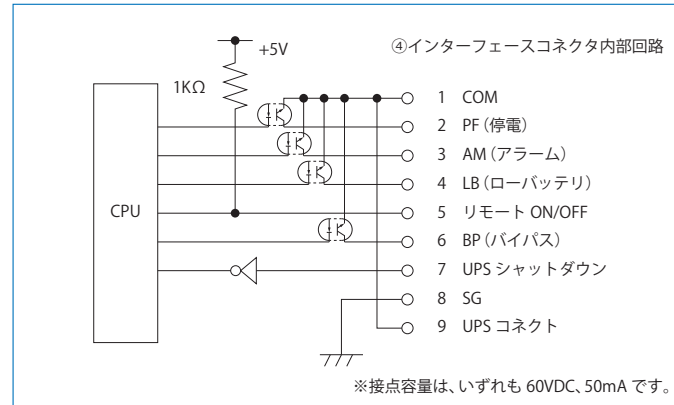 +5V
④インターフェースコネクタ内部回路
1KΩ
1 COM
2 PF(停電)
3 AM(アラーム)
4 LB(ローバッテリ)
CPU
5 リモート ON/OFF
6 BP(バイパス)
7 UPS シャットダウン
8 SG
9 UPS コネクト
※接点容量は、いずれも 60VDC、50mA です。